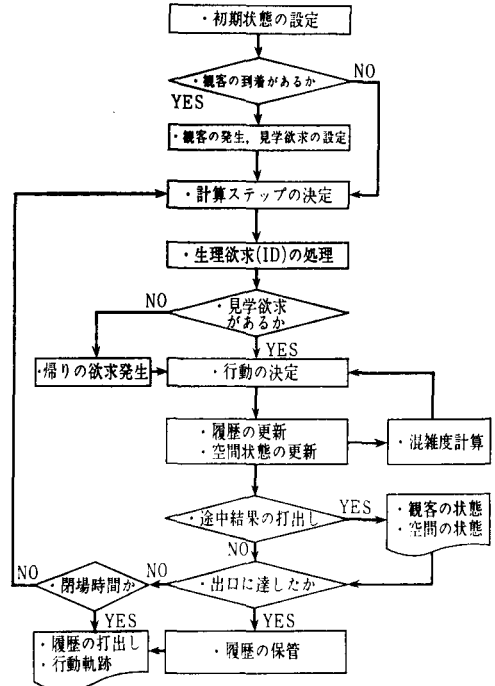 ・初期状態の設定
・観客の到着があるか
NO
YES
・観客の発生，見学欲求の設定
・計算ステップの決定
・生理欲求(ID)の処理
NO
・見学欲求
があるか
YES
・帰りの欲求発生
・行動の決定
・履歴の更新
・空間状態の更新
・混雑度計算
・途中結果の打出し
YES
・観客の状態
・空間の状態
NO
NO
・閉場時間か
NO
・出口に達したか
YES
YES
・履歴の打出し
・行動軌跡
・履歴の保管